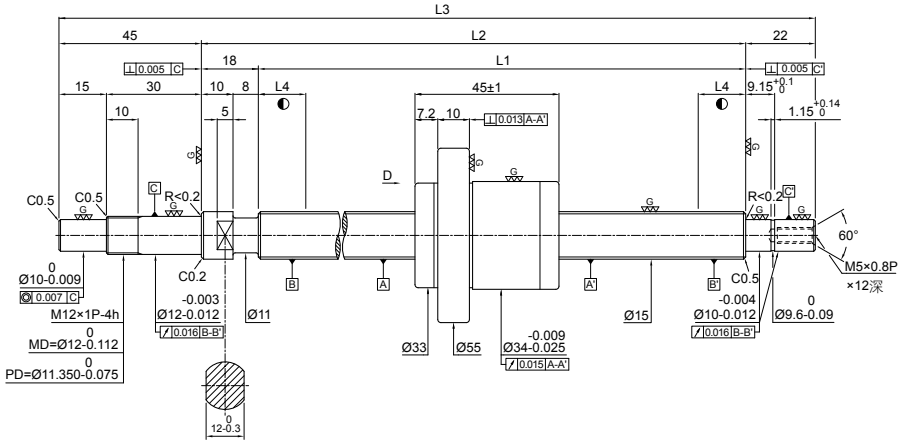 L3
45
L2
22
⊥ 0.005 C
18
L1
⊥ 0.005 C'
15
30
10
8
L4
45±1
L4
9.15 +0.1 0
10
5
7.2
10
⊥ 0.013 A-A'
1.15 +0.14 0
G
G
G
D
G
C0.5
C0.5
G
C
G
R<0.2
G
R<0.2
G
C'
G
60°
C0.2
B
A
A'
B'
C0.5
M5×0.8P
×12深
0
Ø10-0.009
◎ 0.007 C
M12×1P-4h
0
MD=Ø12-0.112
0
PD=Ø11.350-0.075
-0.003
Ø12-0.012
↗ 0.016 B-B'
Ø11
Ø33
Ø55
-0.009
Ø34-0.025
↗ 0.015 A-A'
Ø15
-0.004
Ø10-0.012
↗ 0.016 B-B'
0
Ø9.6-0.09
0
12-0.3